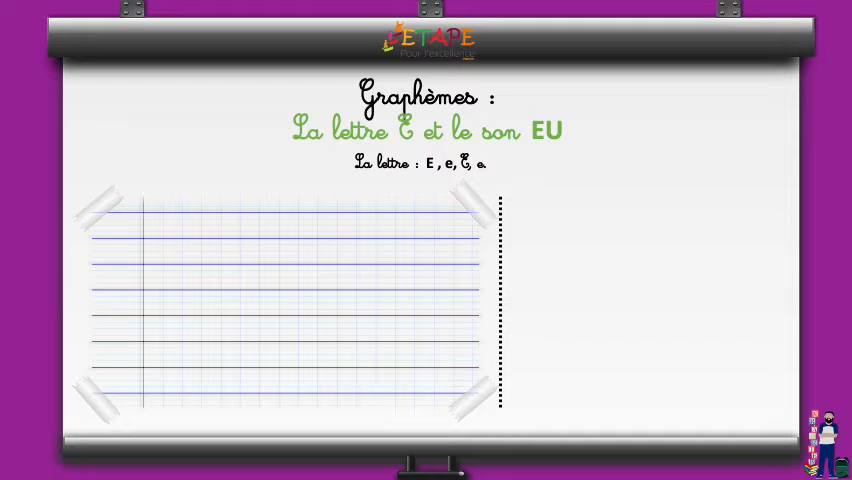 ETAPE
Pour l'excellence
Graphèmes :
La lettre E et le son EU
La lettre : E , e, E, e.